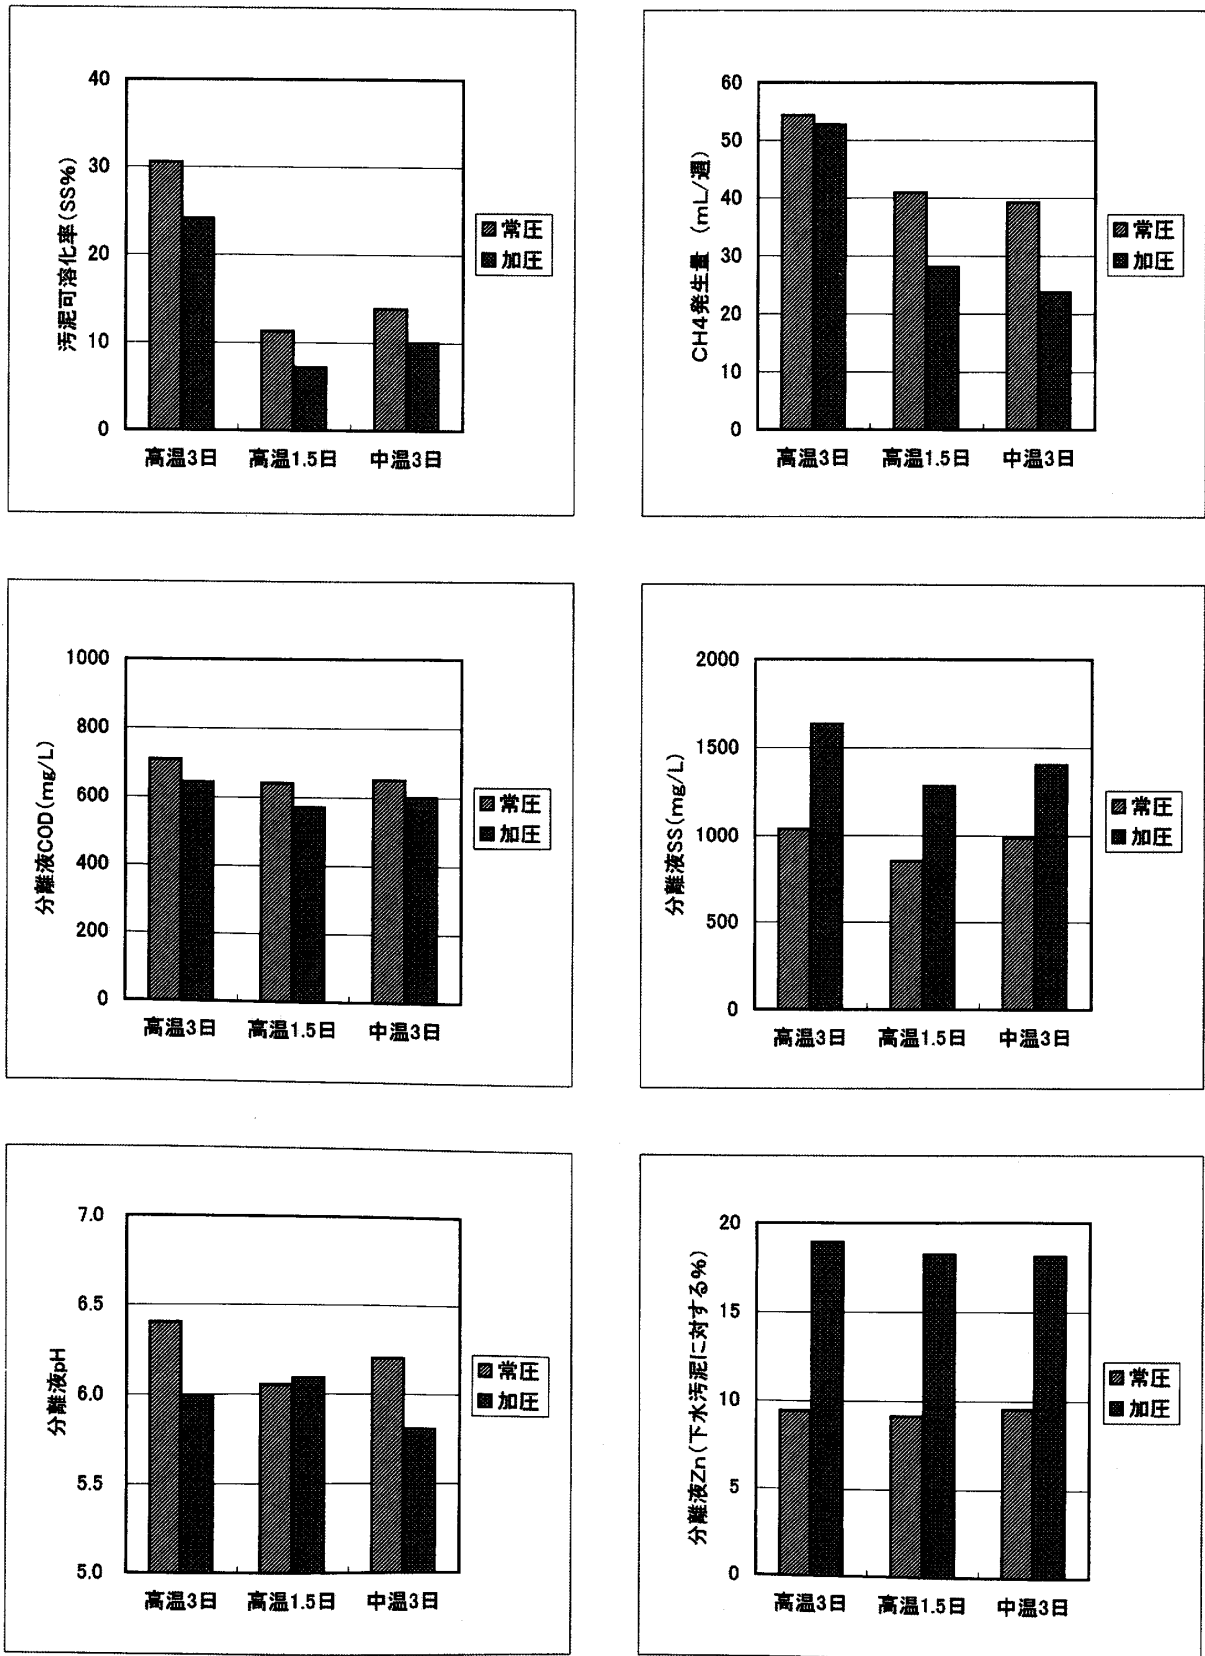 汚泥可溶化率(SS%)
40
30
20
10
0
高温3日 高温1.5日 中温3日
常圧
加圧
CH4発生量 (mL/週)
60
50
40
30
20
10
0
高温3日 高温1.5日 中温3日
常圧
加圧
分離液COD(mg/L)
1000
800
600
400
200
0
高温3日 高温1.5日 中温3日
常圧
加圧
分離液SS(mg/L)
2000
1500
1000
500
0
高温3日 高温1.5日 中温3日
常圧
加圧
分離液pH
7.0
6.5
6.0
5.5
5.0
高温3日 高温1.5日 中温3日
常圧
加圧
分離液Zn(下水汚泥に対する%)
20
15
10
5
0
高温3日 高温1.5日 中温3日
常圧
加圧